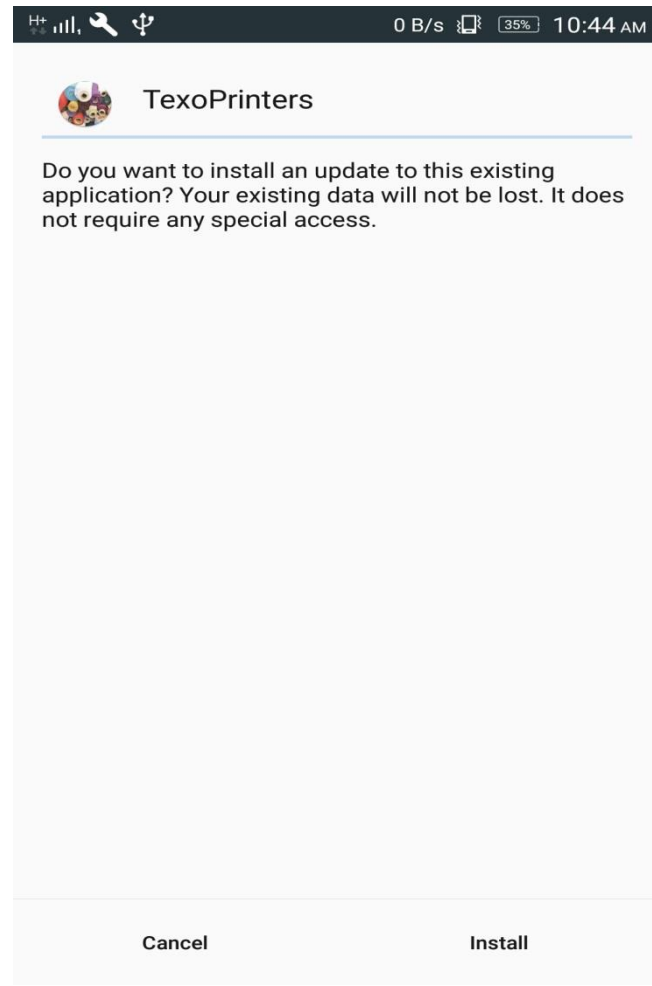 H+ 0 B/s 35% 10:44 AM
TexoPrinters
Do you want to install an update to this existing
application? Your existing data will not be lost. It does
not require any special access.
Cancel Install